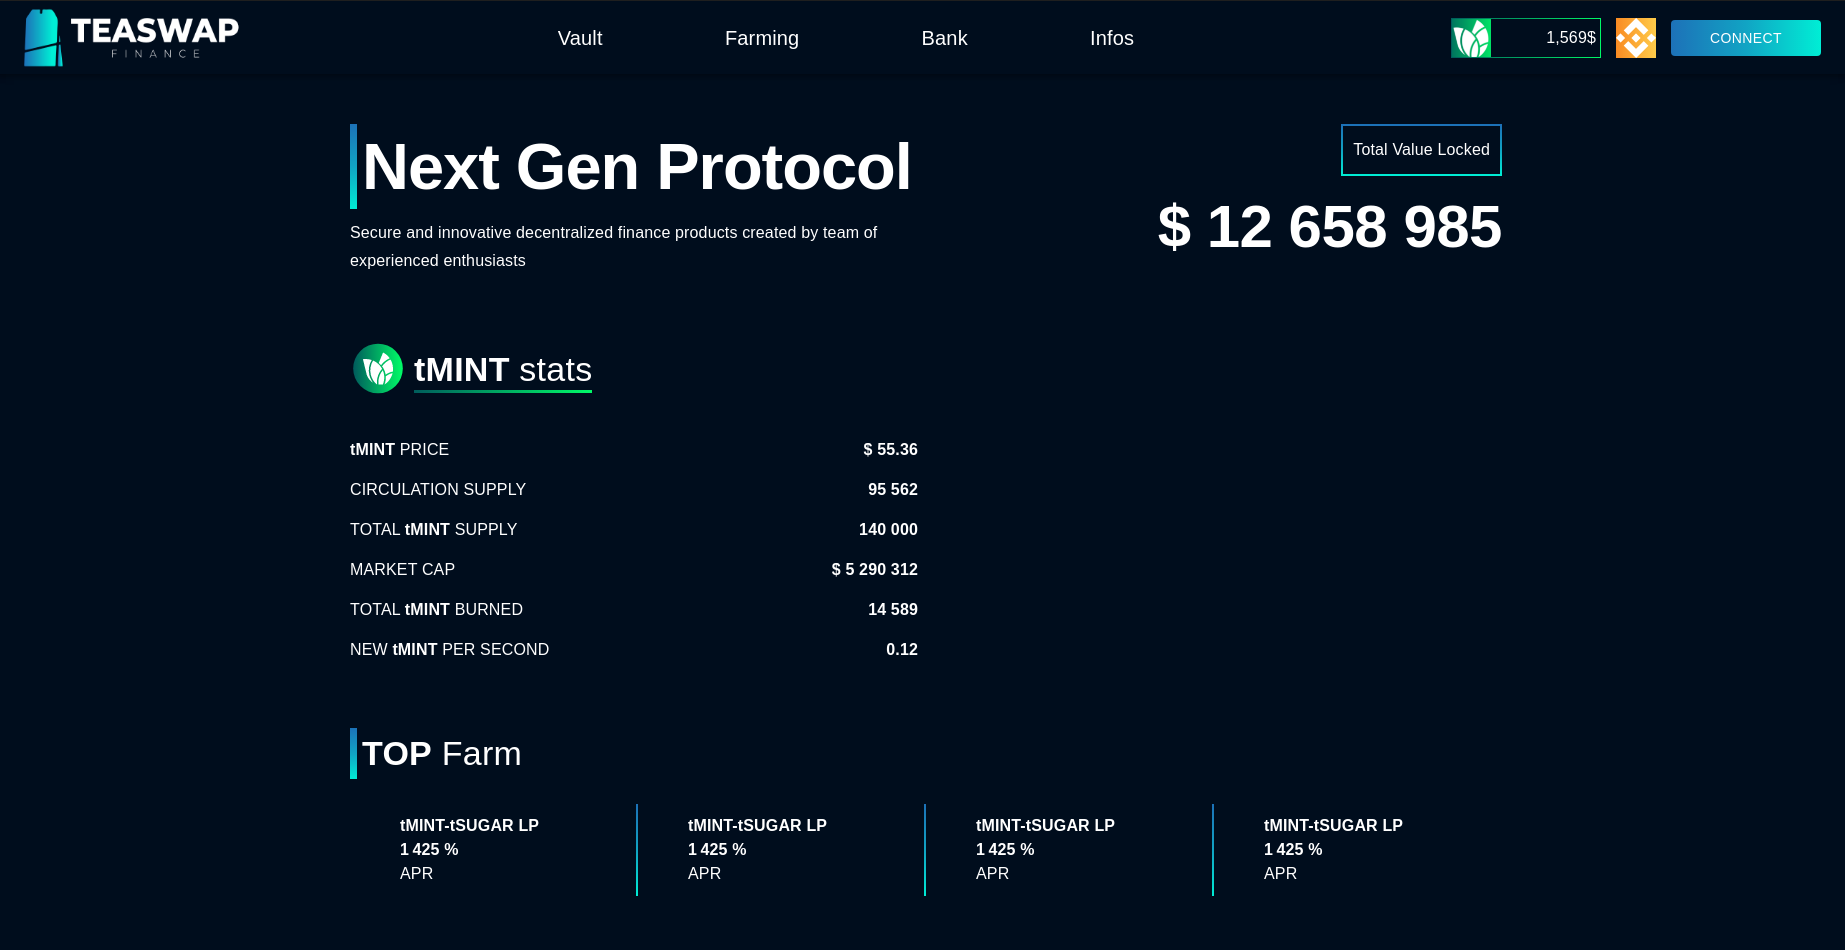 TEASWAP
FINANCE
Vault
Farming
Bank
Infos
1,569$
CONNECT
Next Gen Protocol
Secure and innovative decentralized finance products created by team of
experienced enthusiasts
Total Value Locked
$ 12 658 985
tMINT stats
tMINT PRICE $ 55.36
CIRCULATION SUPPLY 95 562
TOTAL tMINT SUPPLY 140 000
MARKET CAP $ 5 290 312
TOTAL tMINT BURNED 14 589
NEW tMINT PER SECOND 0.12
TOP Farm
tMINT-tSUGAR LP
1 425 %
APR
tMINT-tSUGAR LP
1 425 %
APR
tMINT-tSUGAR LP
1 425 %
APR
tMINT-tSUGAR LP
1 425 %
APR